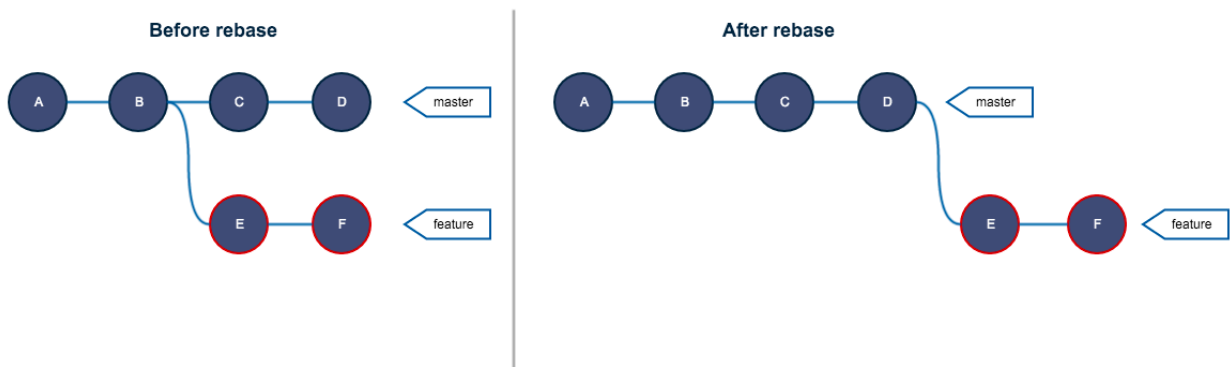 Before rebase
A
B
C
D
master
E
F
feature
After rebase
A
B
C
D
master
E
F
feature